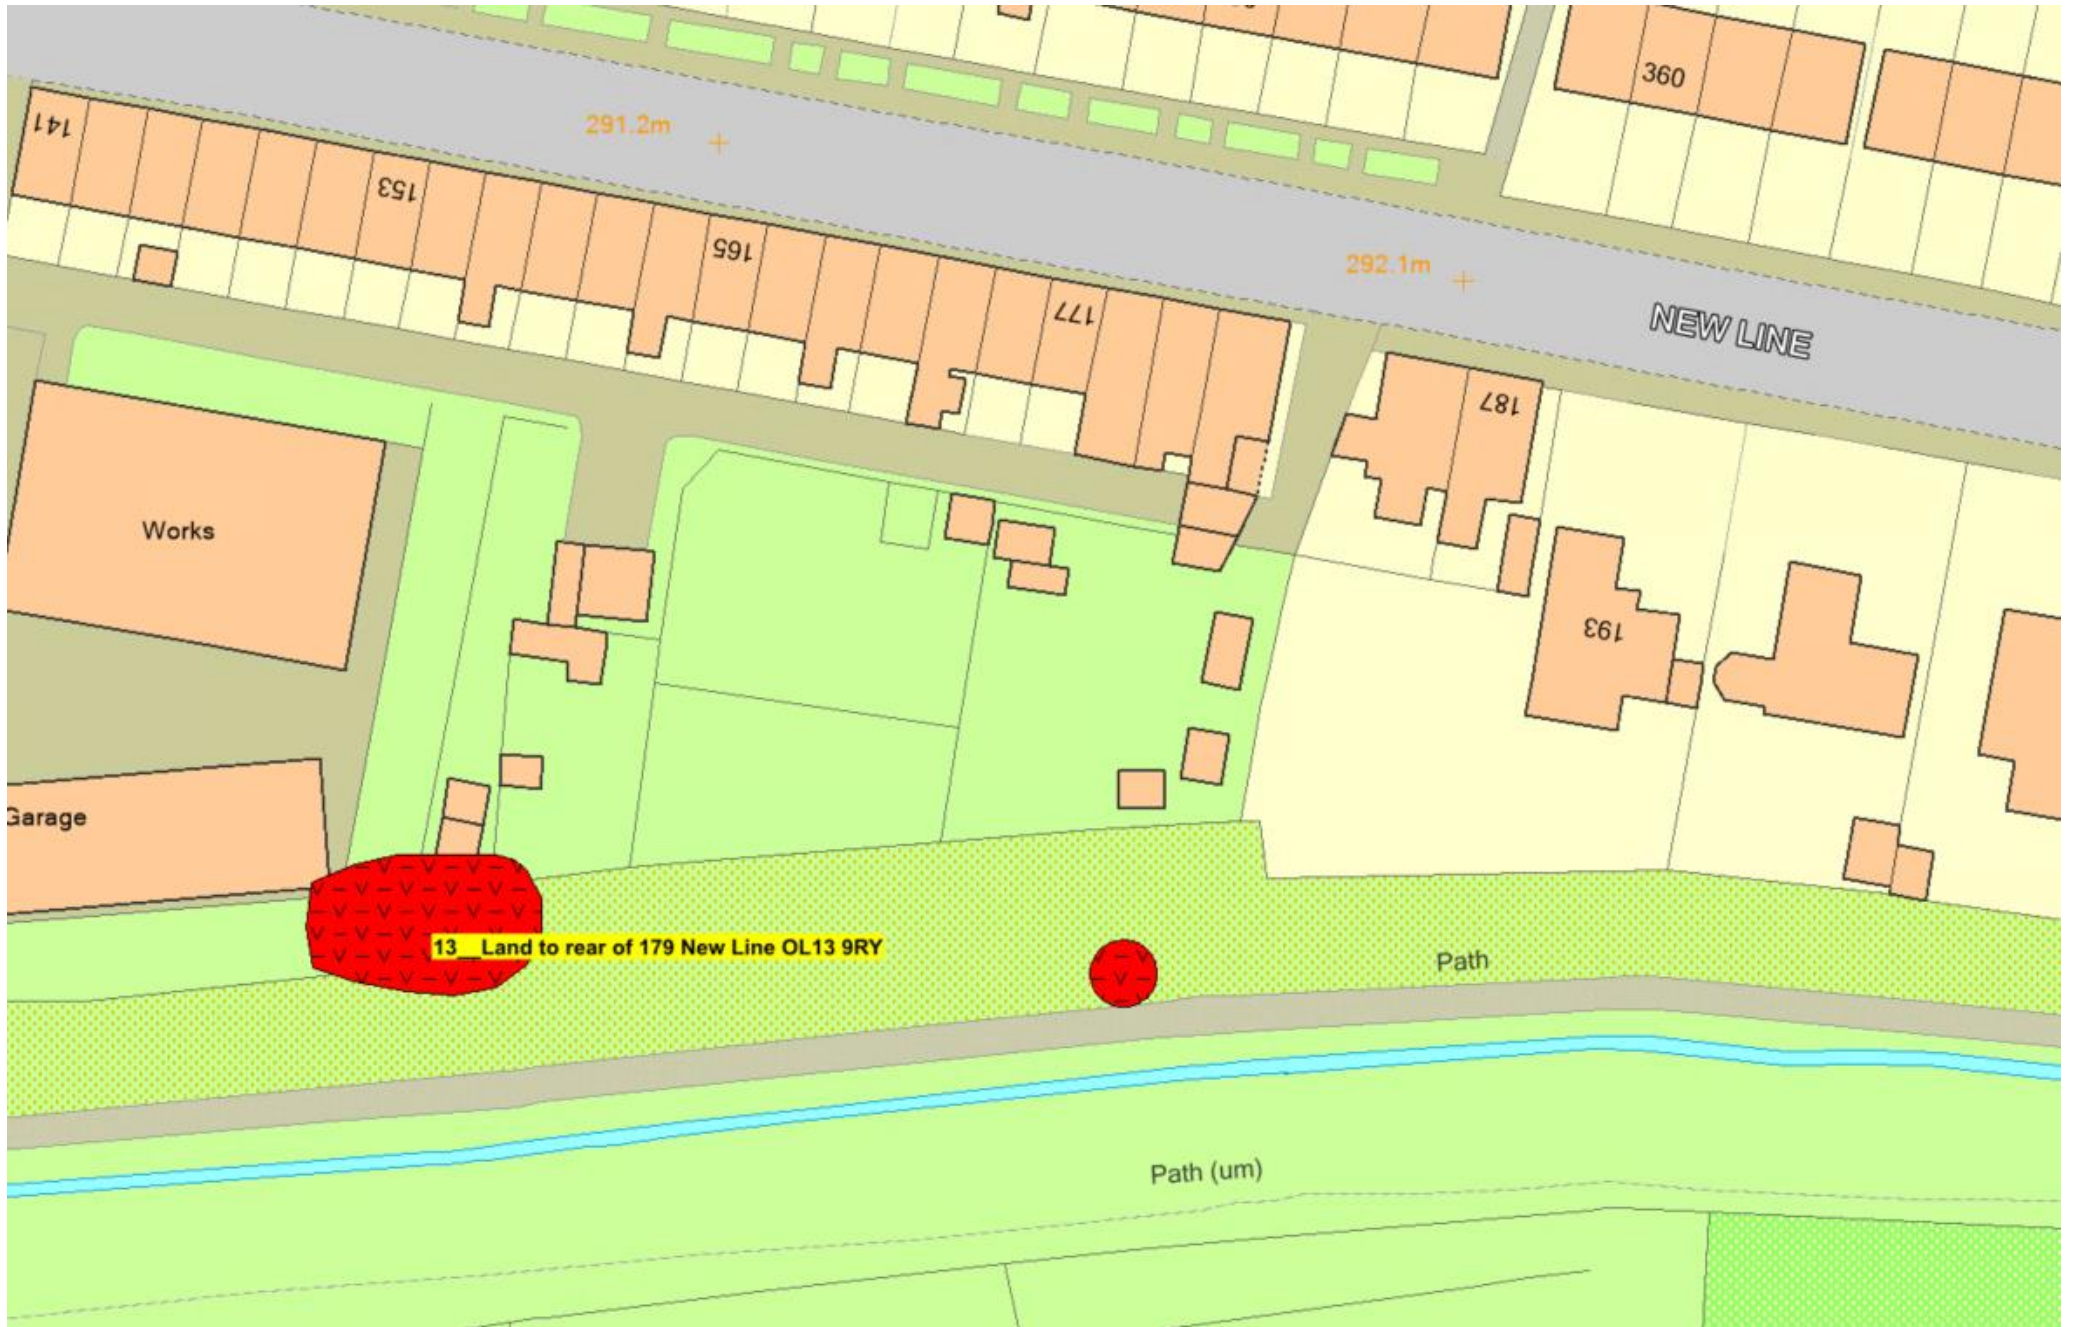 360
291.2m
141
153
165
292.1m
177
NEW LINE
187
Works
193
Garage
13__Land to rear of 179 New Line OL13 9RY
Path
Path (um)